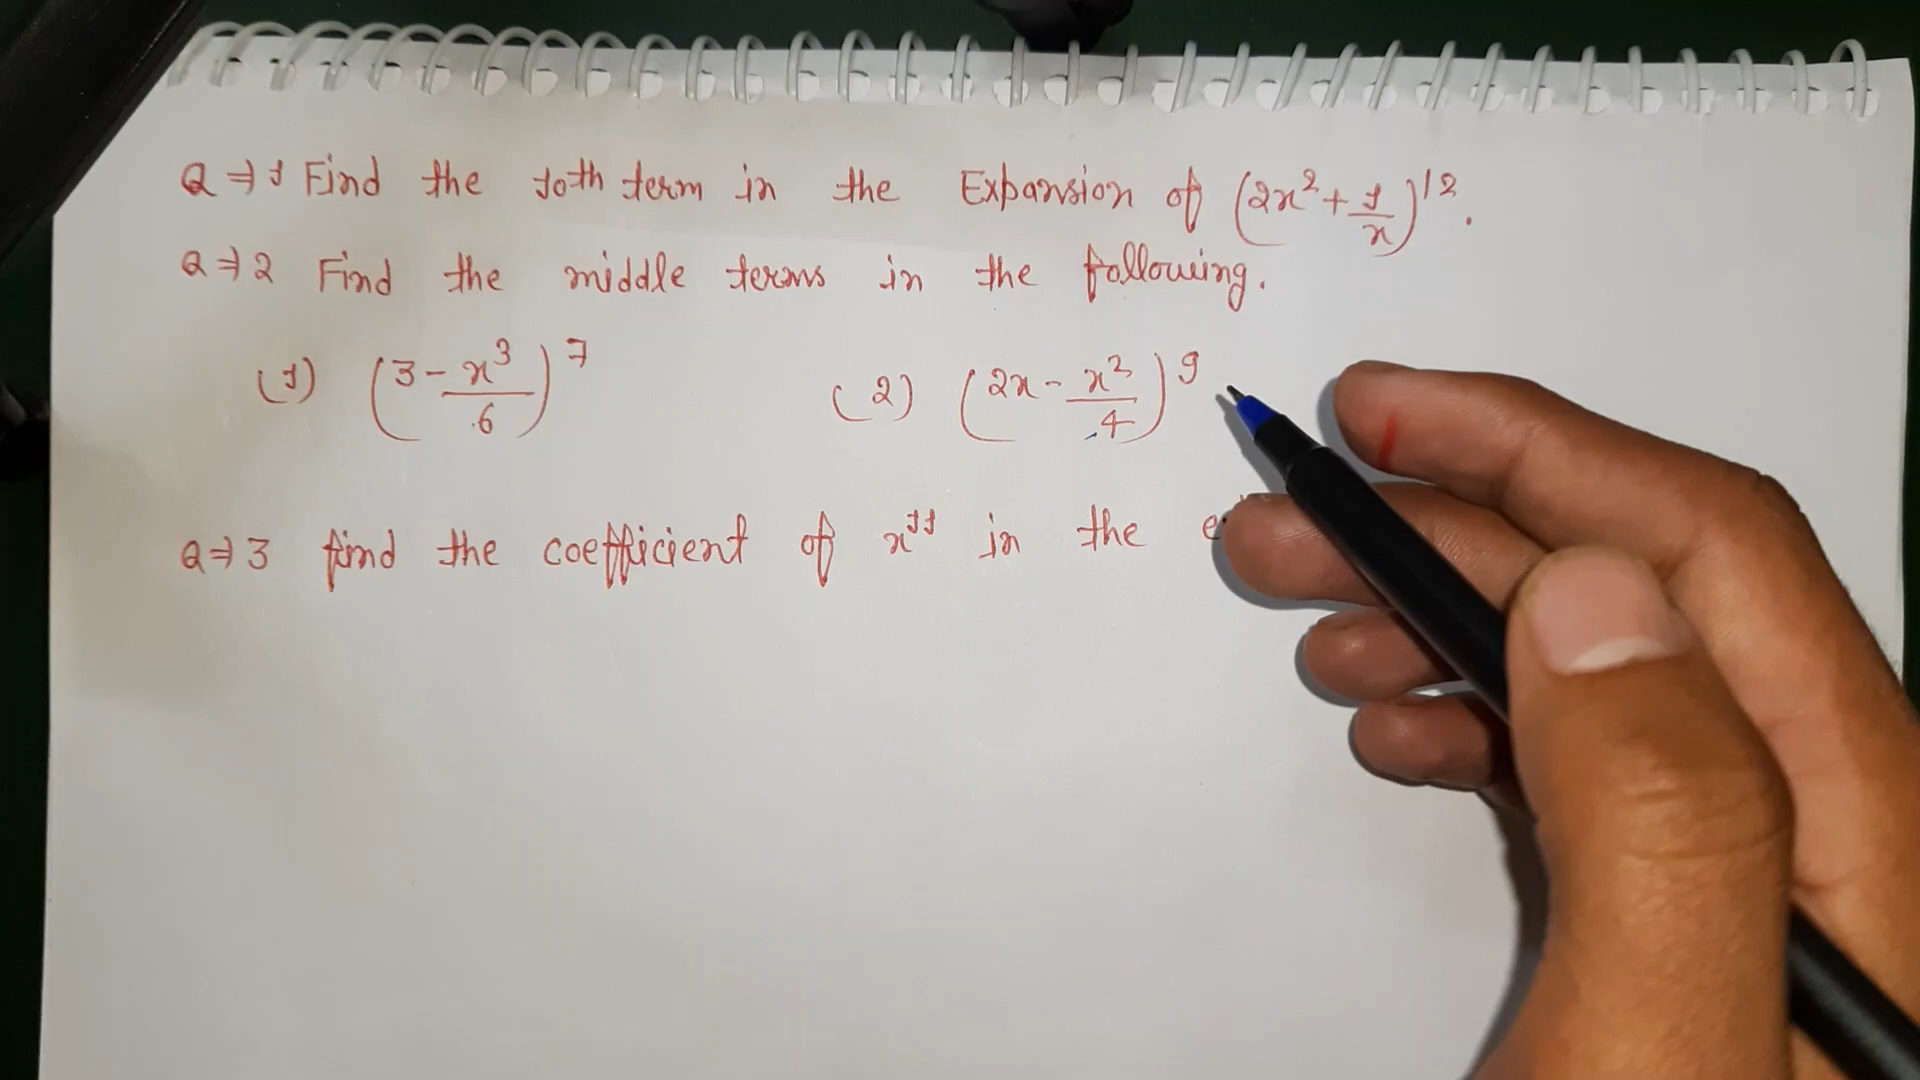 Q⇒1 Find the 10th term in the Expansion of (2x² + 1/x)¹².
Q⇒2 Find the middle terms in the following.
(1) (3 - x³/6)⁷ (2) (2x - x²/4)⁹
Q⇒3 find the coefficient of x¹¹ in the